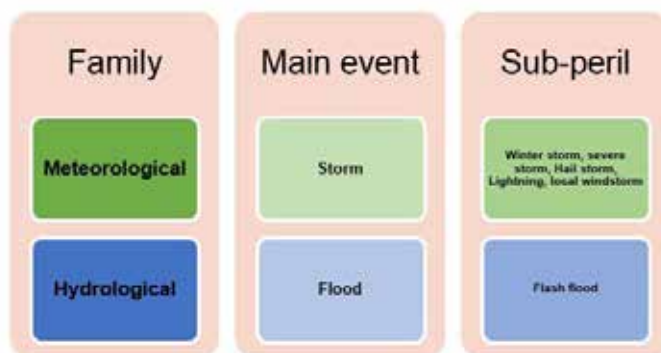 Family
Main event
Sub-peril
Meteorological
Storm
Winter storm, severe
storm, Hail storm,
Lightning, local windstorm
Hydrological
Flood
Flash flood